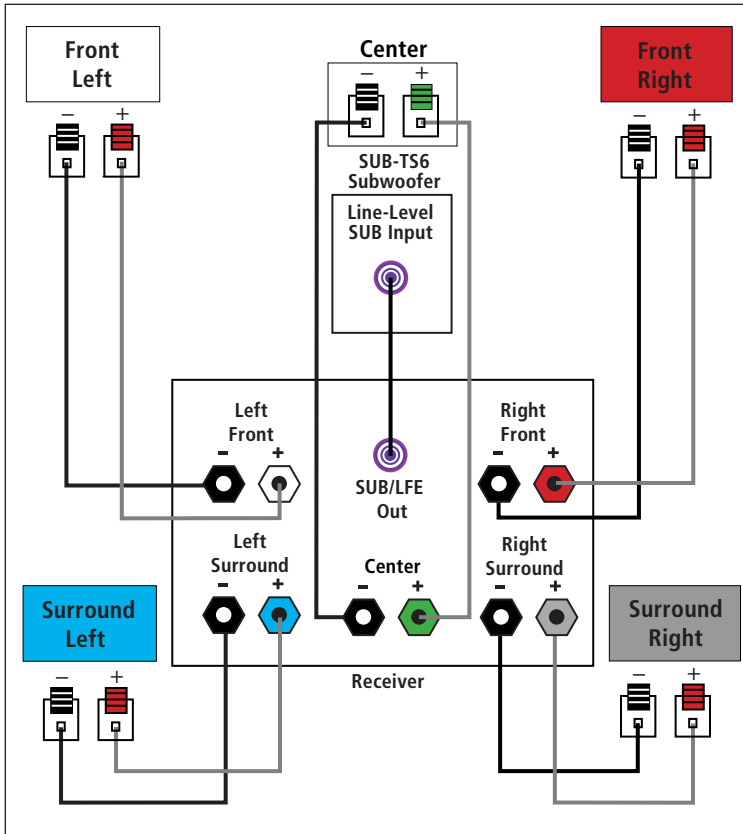 Front
Left
− +
Center
− +
Front
Right
− +
SUB-TS6
Subwoofer
Line-Level
SUB Input
Left
Front
- +
SUB/LFE
Out
Right
Front
- +
Left
Surround
- +
Center
- +
Right
Surround
- +
Receiver
Surround
Left
− +
Surround
Right
− +